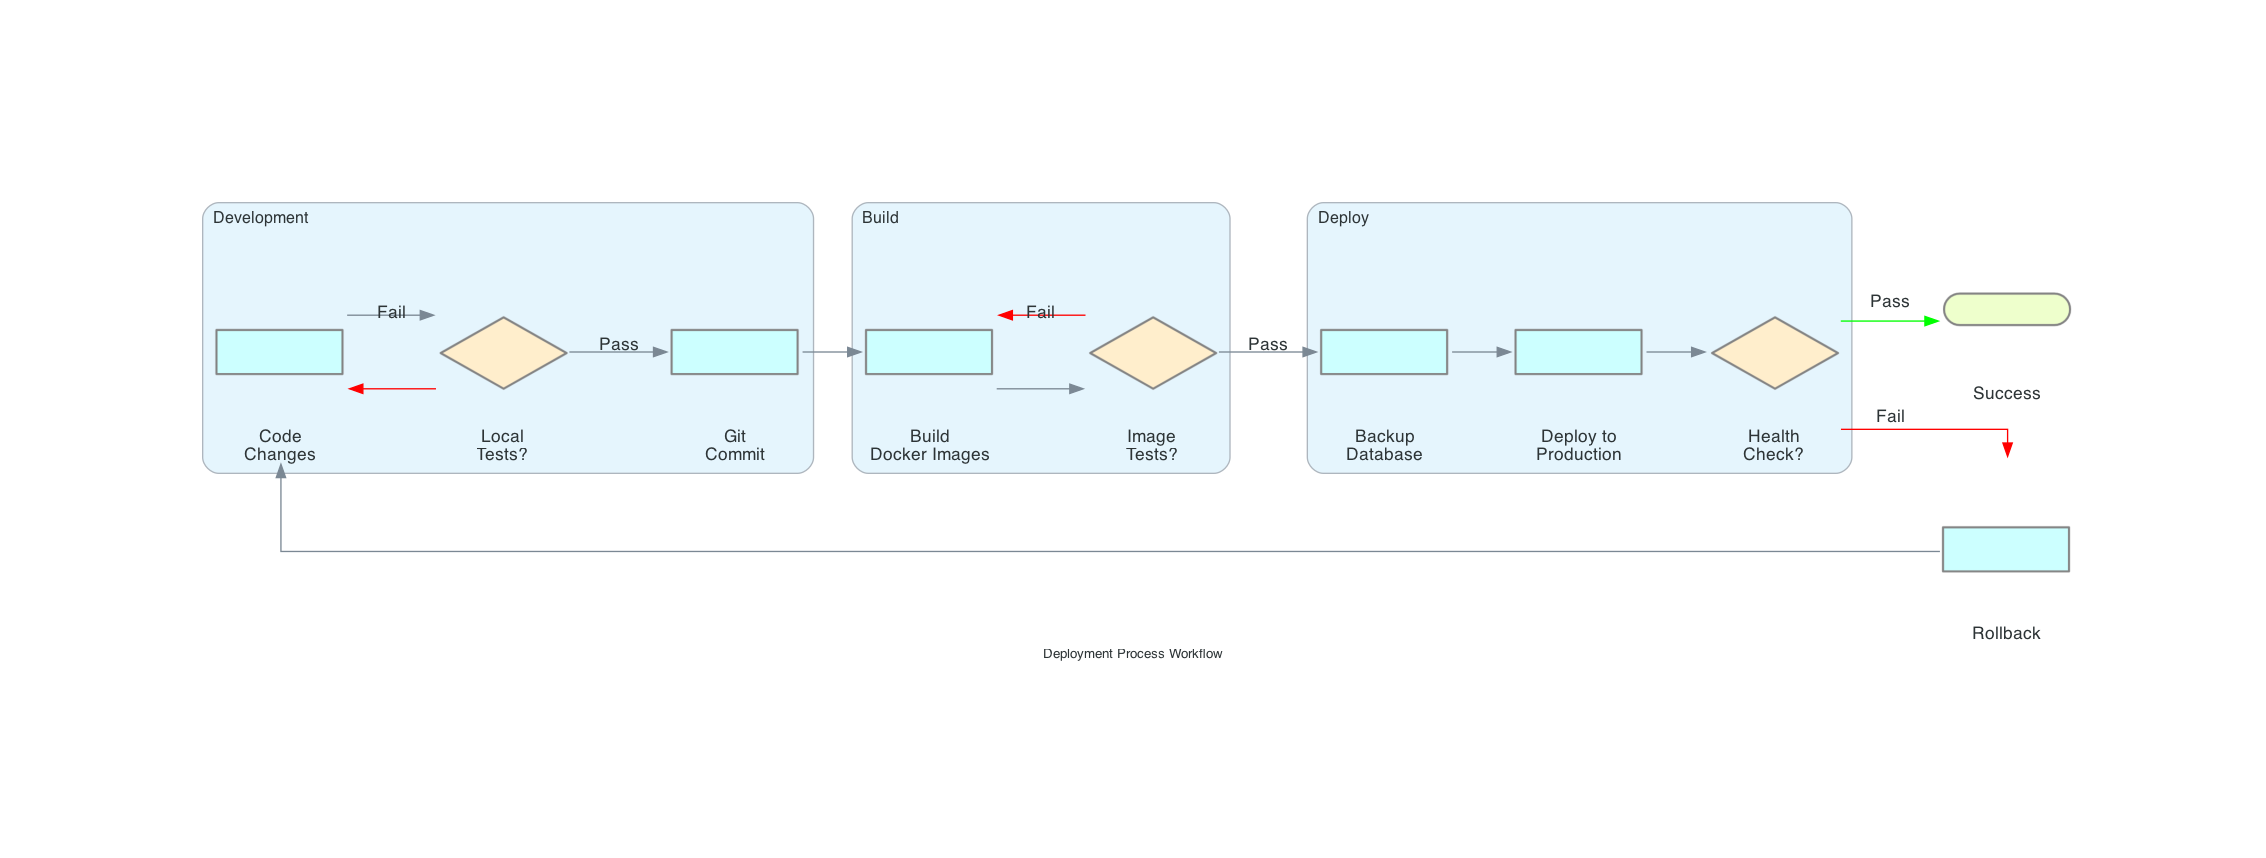 Development
Build
Deploy
Fail
Pass
Fail
Pass
Pass
Fail
Success
Code
Changes
Local
Tests?
Git
Commit
Build
Docker Images
Image
Tests?
Backup
Database
Deploy to
Production
Health
Check?
Rollback
Deployment Process Workflow